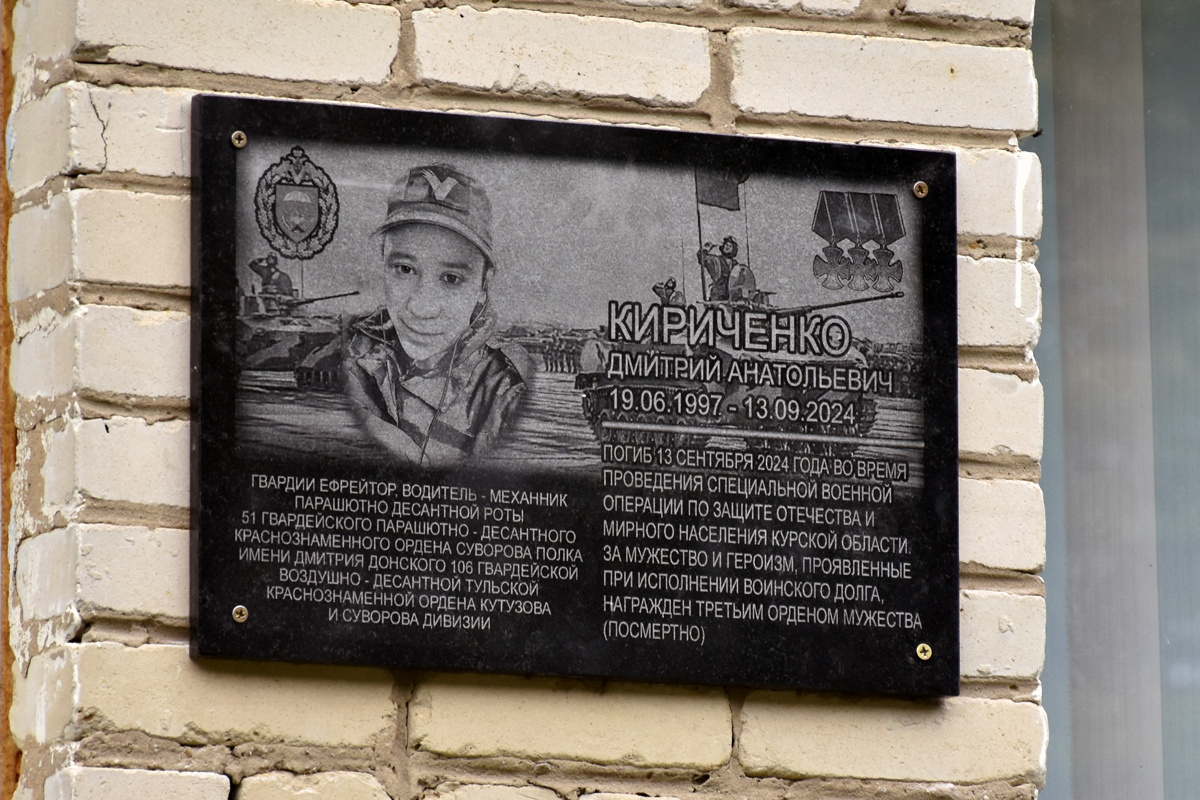 КИРИЧЕНКО
ДМИТРИЙ АНАТОЛЬЕВИЧ
19.06.1997 - 13.09.2024
ПОГИБ 13 СЕНТЯБРЯ 2024 ГОДА ВО ВРЕМЯ
ПРОВЕДЕНИЯ СПЕЦИАЛЬНОЙ ВОЕННОЙ
ОПЕРАЦИИ ПО ЗАЩИТЕ ОТЕЧЕСТВА И
МИРНОГО НАСЕЛЕНИЯ КУРСКОЙ ОБЛАСТИ.
ЗА МУЖЕСТВО И ГЕРОИЗМ, ПРОЯВЛЕННЫЕ
ПРИ ИСПОЛНЕНИИ ВОИНСКОГО ДОЛГА,
НАГРАЖДЕН ТРЕТЬИМ ОРДЕНОМ МУЖЕСТВА
(ПОСМЕРТНО)
ГВАРДИИ ЕФРЕЙТОР, ВОДИТЕЛЬ - МЕХАННИК
ПАРАШЮТНО ДЕСАНТНОЙ РОТЫ
51 ГВАРДЕЙСКОГО ПАРАШЮТНО - ДЕСАНТНОГО
КРАСНОЗНАМЕННОГО ОРДЕНА СУВОРОВА ПОЛКА
ИМЕНИ ДМИТРИЯ ДОНСКОГО 106 ГВАРДЕЙСКОЙ
ВОЗДУШНО - ДЕСАНТНОЙ ТУЛЬСКОЙ
КРАСНОЗНАМЕННОЙ ОРДЕНА КУТУЗОВА
И СУВОРОВА ДИВИЗИИ